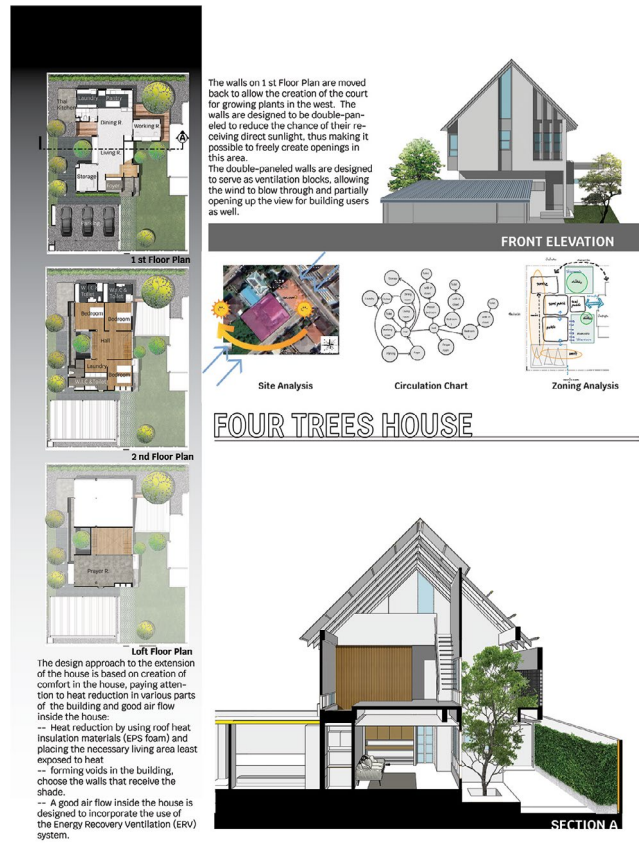 Thai
Kitchen
Laundry
Pantry
Dining R.
Working R.
Living R.
A
Storage
Foyer
Parking
1 st Floor Plan
Bedroom
Bedroom
Hall
Laundry
Bedroom
2 nd Floor Plan
Prayer R.
Loft Floor Plan
The design approach to the extension
of the house is based on creation of
comfort in the house, paying atten-
tion to heat reduction in various parts
of the building and good air flow
inside the house:
-- Heat reduction by using roof heat
insulation materials (EPS foam) and
placing the necessary living area least
exposed to heat
-- forming voids in the building,
choose the walls that receive the
shade.
-- A good air flow inside the house is
designed to incorporate the use of
the Energy Recovery Ventilation (ERV)
system.
The walls on 1 st Floor Plan are moved
back to allow the creation of the court
for growing plants in the west. The
walls are designed to be double-pan-
eled to reduce the chance of their re-
ceiving direct sunlight, thus making it
possible to freely create openings in
this area.
The double-paneled walls are designed
to serve as ventilation blocks, allowing
the wind to blow through and partially
opening up the view for building users
as well.
FRONT ELEVATION
Site Analysis
Circulation Chart
Zoning Analysis
FOUR TREES HOUSE
SECTION A